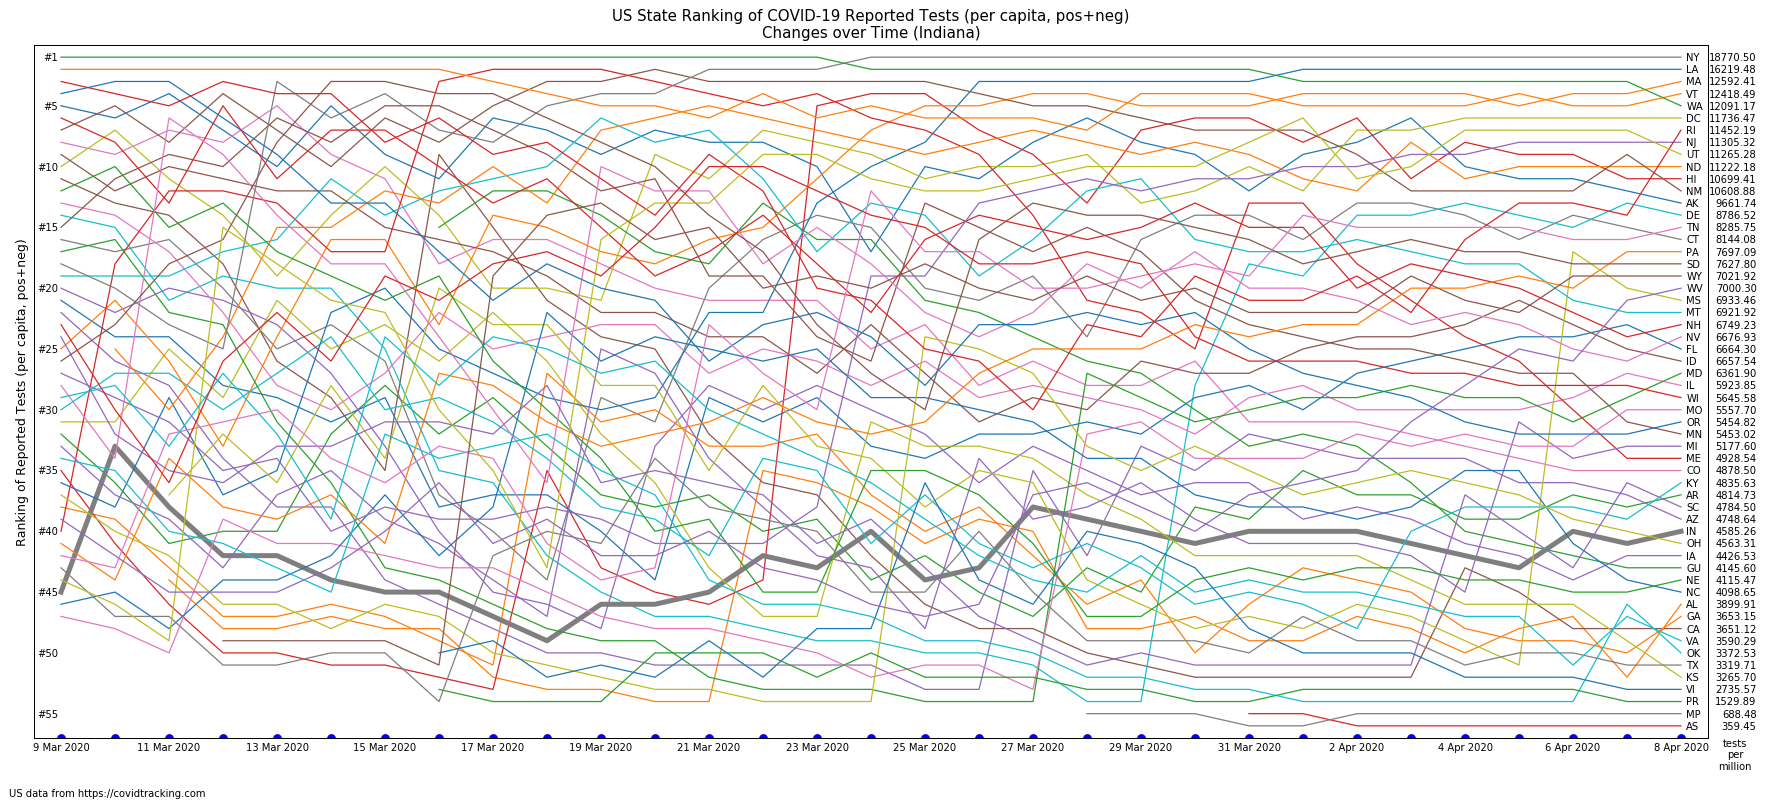 US State Ranking of COVID-19 Reported Tests (per capita, pos+neg)
Changes over Time (Indiana)
Ranking of Reported Tests (per capita, pos+neg)
#1
#5
#10
#15
#20
#25
#30
#35
#40
#45
#50
#55
NY 18770.50
LA 16219.48
MA 12592.41
VT 12418.49
WA 12091.17
DC 11736.47
RI 11452.19
NJ 11305.32
UT 11265.28
ND 11222.18
HI 10699.41
NM 10608.88
AK 9661.74
DE 8786.52
TN 8285.75
CT 8144.08
PA 7697.09
SD 7627.80
WY 7021.92
WV 7000.30
MS 6933.46
MT 6921.92
NH 6749.23
NV 6676.93
FL 6664.30
ID 6657.54
MD 6361.90
IL 5923.85
WI 5645.58
MO 5557.70
OR 5454.82
MN 5453.02
MI 5177.60
ME 4928.54
CO 4878.50
KY 4835.63
AR 4814.73
SC 4784.50
AZ 4748.64
IN 4585.26
OH 4563.31
IA 4426.53
GU 4145.60
NE 4115.47
NC 4098.65
AL 3899.91
GA 3653.15
CA 3651.12
VA 3590.29
OK 3372.53
TX 3319.71
KS 3265.70
VI 2735.57
PR 1529.89
MP 688.48
AS 359.45
9 Mar 2020 11 Mar 2020 13 Mar 2020 15 Mar 2020 17 Mar 2020 19 Mar 2020 21 Mar 2020 23 Mar 2020 25 Mar 2020 27 Mar 2020 29 Mar 2020 31 Mar 2020 2 Apr 2020 4 Apr 2020 6 Apr 2020 8 Apr 2020
tests
per
million
US data from https://covidtracking.com